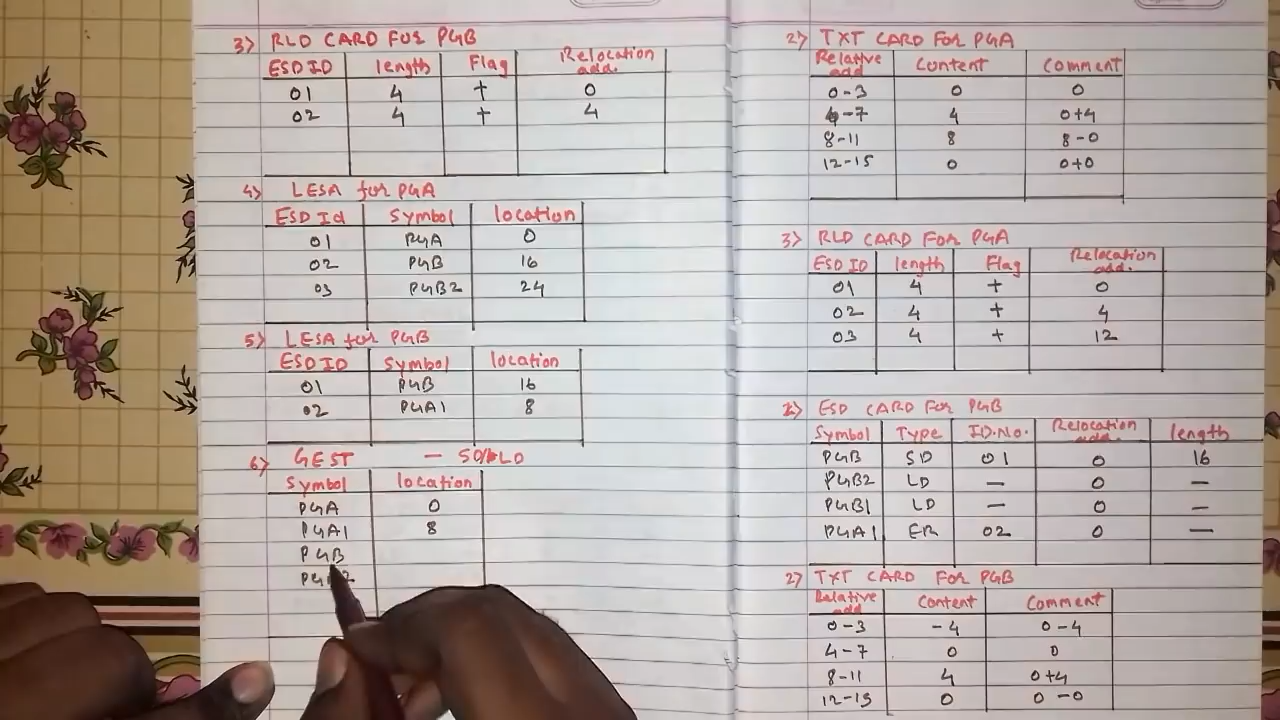 3) RLD CARD FOR PGB
ESD ID length Flag Relocation add.
01 4 + 0
02 4 + 4
4) LESA for PGA
ESD Id Symbol location
01 PGA 0
02 PGB 16
03 PGB2 24
5) LESA for PGB
ESD ID Symbol location
01 PGB 16
02 PGA1 8
6) GEST - SD/LD
Symbol location
PGA 0
PGA1 8
PGB
2) TXT CARD FOR PGA
Relative add Content Comment
0-3 0 0
4-7 4 0+4
8-11 8 8-0
12-15 0 0+0
3) RLD CARD FOR PGA
ESD ID length Flag Relocation add.
01 4 + 0
02 4 + 4
03 4 + 12
ESD CARD FOR PGB
Symbol Type ID.No. Relocation add. length
PGB SD 01 0 16
PGB2 LD — 0 —
PGB1 LD — 0 —
PGA1 ER 02 0 —
2) TXT CARD FOR PGB
Relative add Content Comment
0-3 -4 0-4
4-7 0 0
8-11 4 0+4
12-15 0 0-0